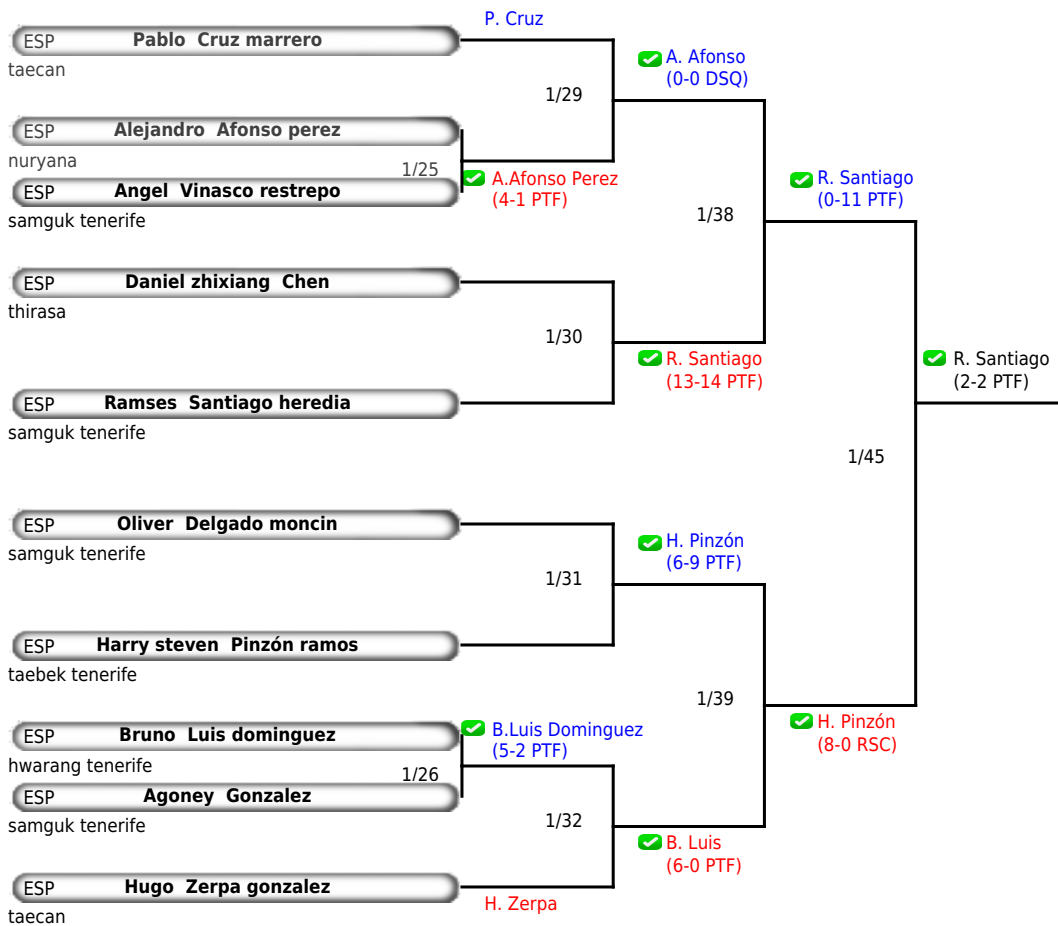 P. Cruz
ESP Pablo Cruz marrero
taecan
A. Afonso
(0-0 DSQ)
1/29
ESP Alejandro Afonso perez
nuryana
1/25
A.Afonso Perez
(4-1 PTF)
ESP Angel Vinasco restrepo
samguk tenerife
R. Santiago
(0-11 PTF)
1/38
ESP Daniel zhixiang Chen
thirasa
1/30
R. Santiago
(13-14 PTF)
R. Santiago
(2-2 PTF)
ESP Ramses Santiago heredia
samguk tenerife
1/45
ESP Oliver Delgado moncin
samguk tenerife
H. Pinzón
(6-9 PTF)
1/31
ESP Harry steven Pinzón ramos
taebek tenerife
1/39
H. Pinzón
(8-0 RSC)
ESP Bruno Luis dominguez
hwarang tenerife
B.Luis Dominguez
(5-2 PTF)
1/26
ESP Agoney Gonzalez
samguk tenerife
1/32
B. Luis
(6-0 PTF)
ESP Hugo Zerpa gonzalez
taecan
H. Zerpa